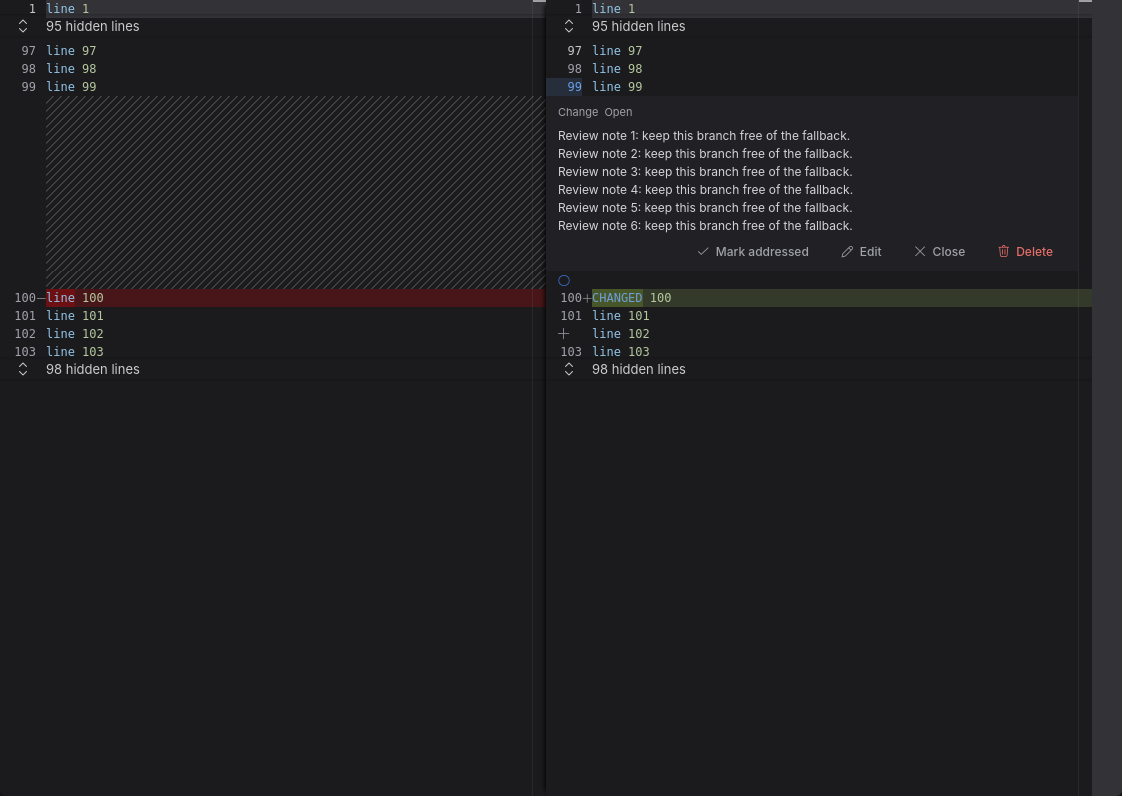 1 line 1
95 hidden lines
97 line 97
98 line 98
99 line 99
100 — line 100
101 line 101
102 line 102
103 line 103
98 hidden lines
1 line 1
95 hidden lines
97 line 97
98 line 98
99 line 99
Change Open
Review note 1: keep this branch free of the fallback.
Review note 2: keep this branch free of the fallback.
Review note 3: keep this branch free of the fallback.
Review note 4: keep this branch free of the fallback.
Review note 5: keep this branch free of the fallback.
Review note 6: keep this branch free of the fallback.
Mark addressed Edit Close Delete
100 + CHANGED 100
101 line 101
+ line 102
103 line 103
98 hidden lines